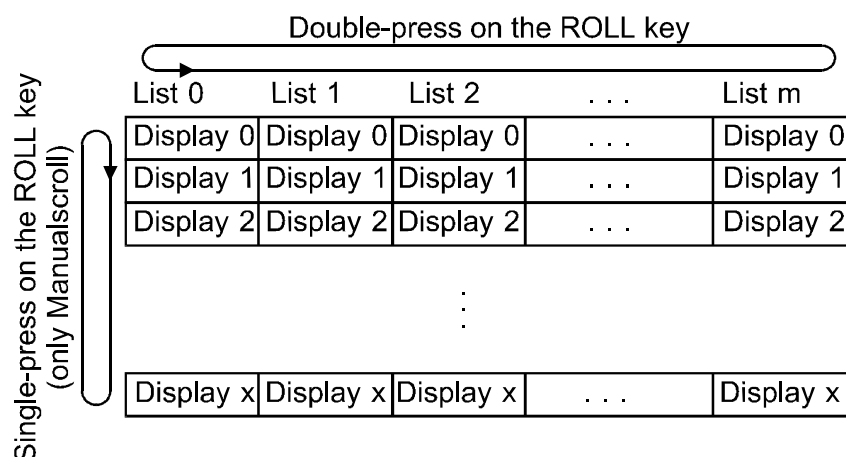 Double-press on the ROLL key
Single-press on the ROLL key
(only Manualscroll)
List 0 List 1 List 2 . . . List m
Display 0 Display 0 Display 0 . . . Display 0
Display 1 Display 1 Display 1 . . . Display 1
Display 2 Display 2 Display 2 . . . Display 2
. . .
Display x Display x Display x . . . Display x